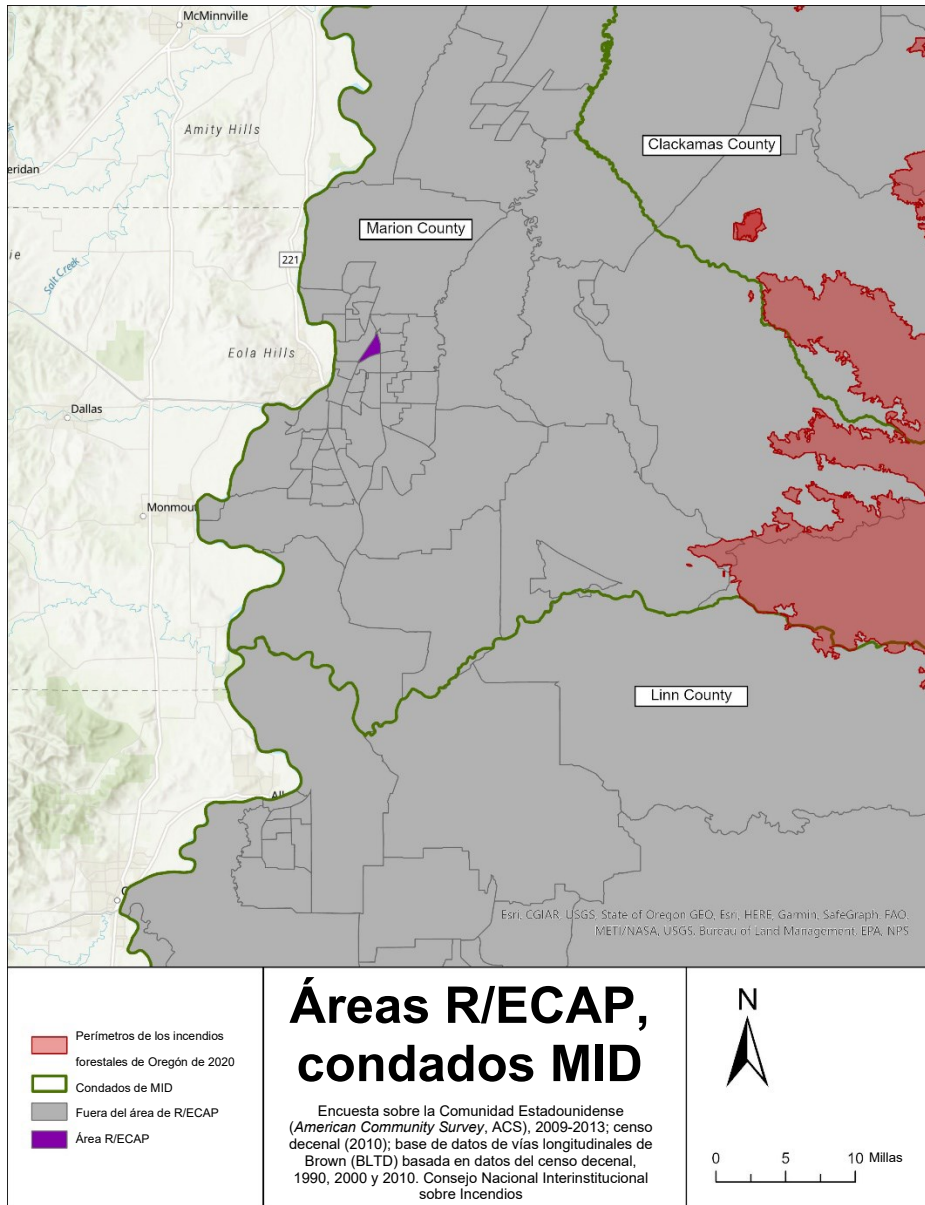 McMinnville
Amity Hills
eridan
Clackamas County
Marion County
ie
221
Salt Creek
Eola Hills
Dallas
Monmout
Linn County
All
C
Esri, CGIAR, USGS, State of Oregon GEO, Esri, HERE, Garmin, SafeGraph, FAO,
METI/NASA, USGS, Bureau of Land Management, EPA, NPS
Perímetros de los incendios
forestales de Oregón de 2020
Condados de MID
Fuera del área de R/ECAP
Área R/ECAP
Áreas R/ECAP,
condados MID
Encuesta sobre la Comunidad Estadounidense
(American Community Survey, ACS), 2009-2013; censo
decenal (2010); base de datos de vías longitudinales de
Brown (BLTD) basada en datos del censo decenal,
1990, 2000 y 2010. Consejo Nacional Interinstitucional
sobre Incendios
N
0 5 10 Millas